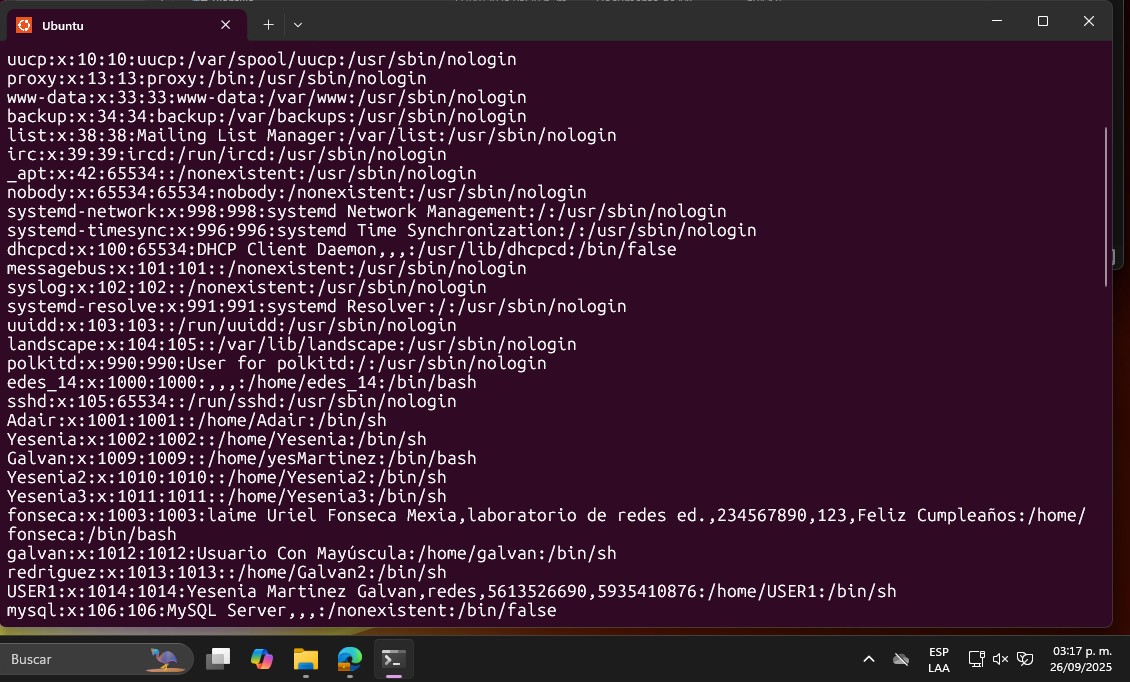 Ubuntu
uucp:x:10:10:uucp:/var/spool/uucp:/usr/sbin/nologin
proxy:x:13:13:proxy:/bin:/usr/sbin/nologin
www-data:x:33:33:www-data:/var/www:/usr/sbin/nologin
backup:x:34:34:backup:/var/backups:/usr/sbin/nologin
list:x:38:38:Mailing List Manager:/var/list:/usr/sbin/nologin
irc:x:39:39:ircd:/run/ircd:/usr/sbin/nologin
_apt:x:42:65534::/nonexistent:/usr/sbin/nologin
nobody:x:65534:65534:nobody:/nonexistent:/usr/sbin/nologin
systemd-network:x:998:998:systemd Network Management:/:/usr/sbin/nologin
systemd-timesync:x:996:996:systemd Time Synchronization:/:/usr/sbin/nologin
dhcpcd:x:100:65534:DHCP Client Daemon,,,:/usr/lib/dhcpcd:/bin/false
messagebus:x:101:101::/nonexistent:/usr/sbin/nologin
syslog:x:102:102::/nonexistent:/usr/sbin/nologin
systemd-resolve:x:991:991:systemd Resolver:/:/usr/sbin/nologin
uuidd:x:103:103::/run/uuidd:/usr/sbin/nologin
landscape:x:104:105::/var/lib/landscape:/usr/sbin/nologin
polkitd:x:990:990:User for polkitd:/:/usr/sbin/nologin
edes_14:x:1000:1000:,,,:/home/edes_14:/bin/bash
sshd:x:105:65534::/run/sshd:/usr/sbin/nologin
Adair:x:1001:1001::/home/Adair:/bin/sh
Yesenia:x:1002:1002::/home/Yesenia:/bin/sh
Galvan:x:1009:1009::/home/yesMartinez:/bin/bash
Yesenia2:x:1010:1010::/home/Yesenia2:/bin/sh
Yesenia3:x:1011:1011::/home/Yesenia3:/bin/sh
fonseca:x:1003:1003:laime Uriel Fonseca Mexia,laboratorio de redes ed.,234567890,123,Feliz Cumpleaños:/home/
fonseca:/bin/bash
galvan:x:1012:1012:Usuario Con Mayúscula:/home/galvan:/bin/sh
redriguez:x:1013:1013::/home/Galvan2:/bin/sh
USER1:x:1014:1014:Yesenia Martinez Galvan,redes,5613526690,5935410876:/home/USER1:/bin/sh
mysql:x:106:106:MySQL Server,,,:/nonexistent:/bin/false
Buscar
ESP
LAA
03:17 p. m.
26/09/2025